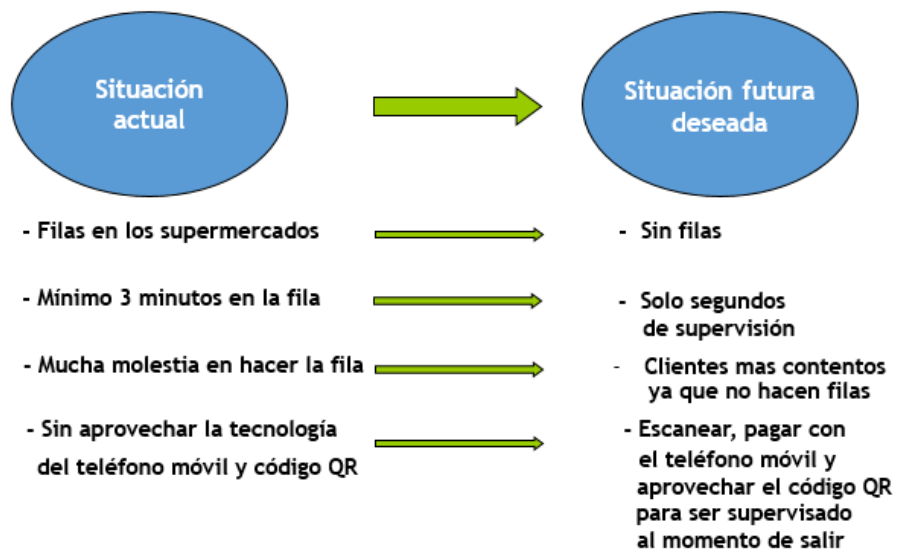 Situación
actual
Situación futura
deseada
- Filas en los supermercados
- Sin filas
- Mínimo 3 minutos en la fila
- Solo segundos
de supervisión
- Mucha molestia en hacer la fila
- Clientes mas contentos
ya que no hacen filas
- Sin aprovechar la tecnología
del teléfono móvil y código QR
- Escanear, pagar con
el teléfono móvil y
aprovechar el código QR
para ser supervisado
al momento de salir